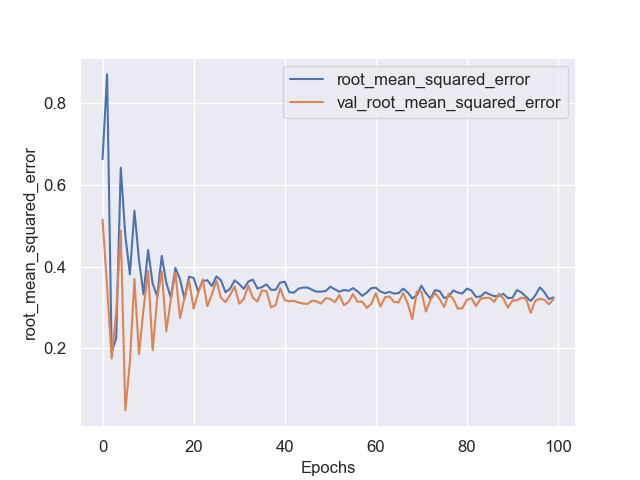 root_mean_squared_error
val_root_mean_squared_error
root_mean_squared_error
0.8
0.6
0.4
0.2
0 20 40 60 80 100
Epochs